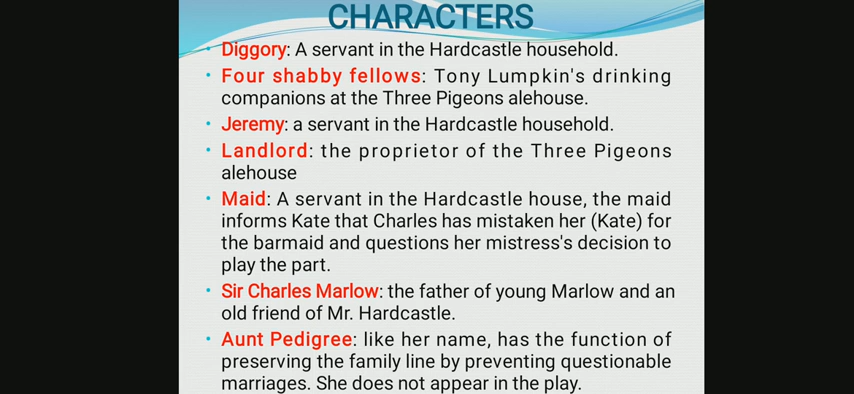 CHARACTERS
• Diggory: A servant in the Hardcastle household.
• Four shabby fellows: Tony Lumpkin's drinking
companions at the Three Pigeons alehouse.
• Jeremy: a servant in the Hardcastle household.
• Landlord: the proprietor of the Three Pigeons
alehouse
• Maid: A servant in the Hardcastle house, the maid
informs Kate that Charles has mistaken her (Kate) for
the barmaid and questions her mistress's decision to
play the part.
• Sir Charles Marlow: the father of young Marlow and an
old friend of Mr. Hardcastle.
• Aunt Pedigree: like her name, has the function of
preserving the family line by preventing questionable
marriages. She does not appear in the play.